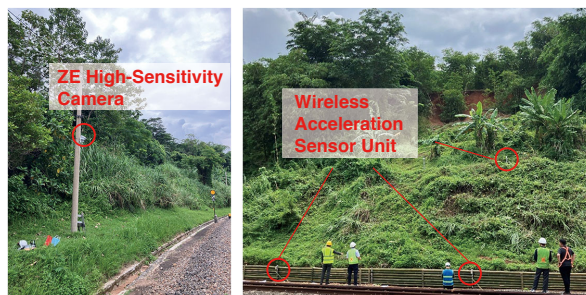 ZE High-Sensitivity
Camera
Wireless
Acceleration
Sensor Unit